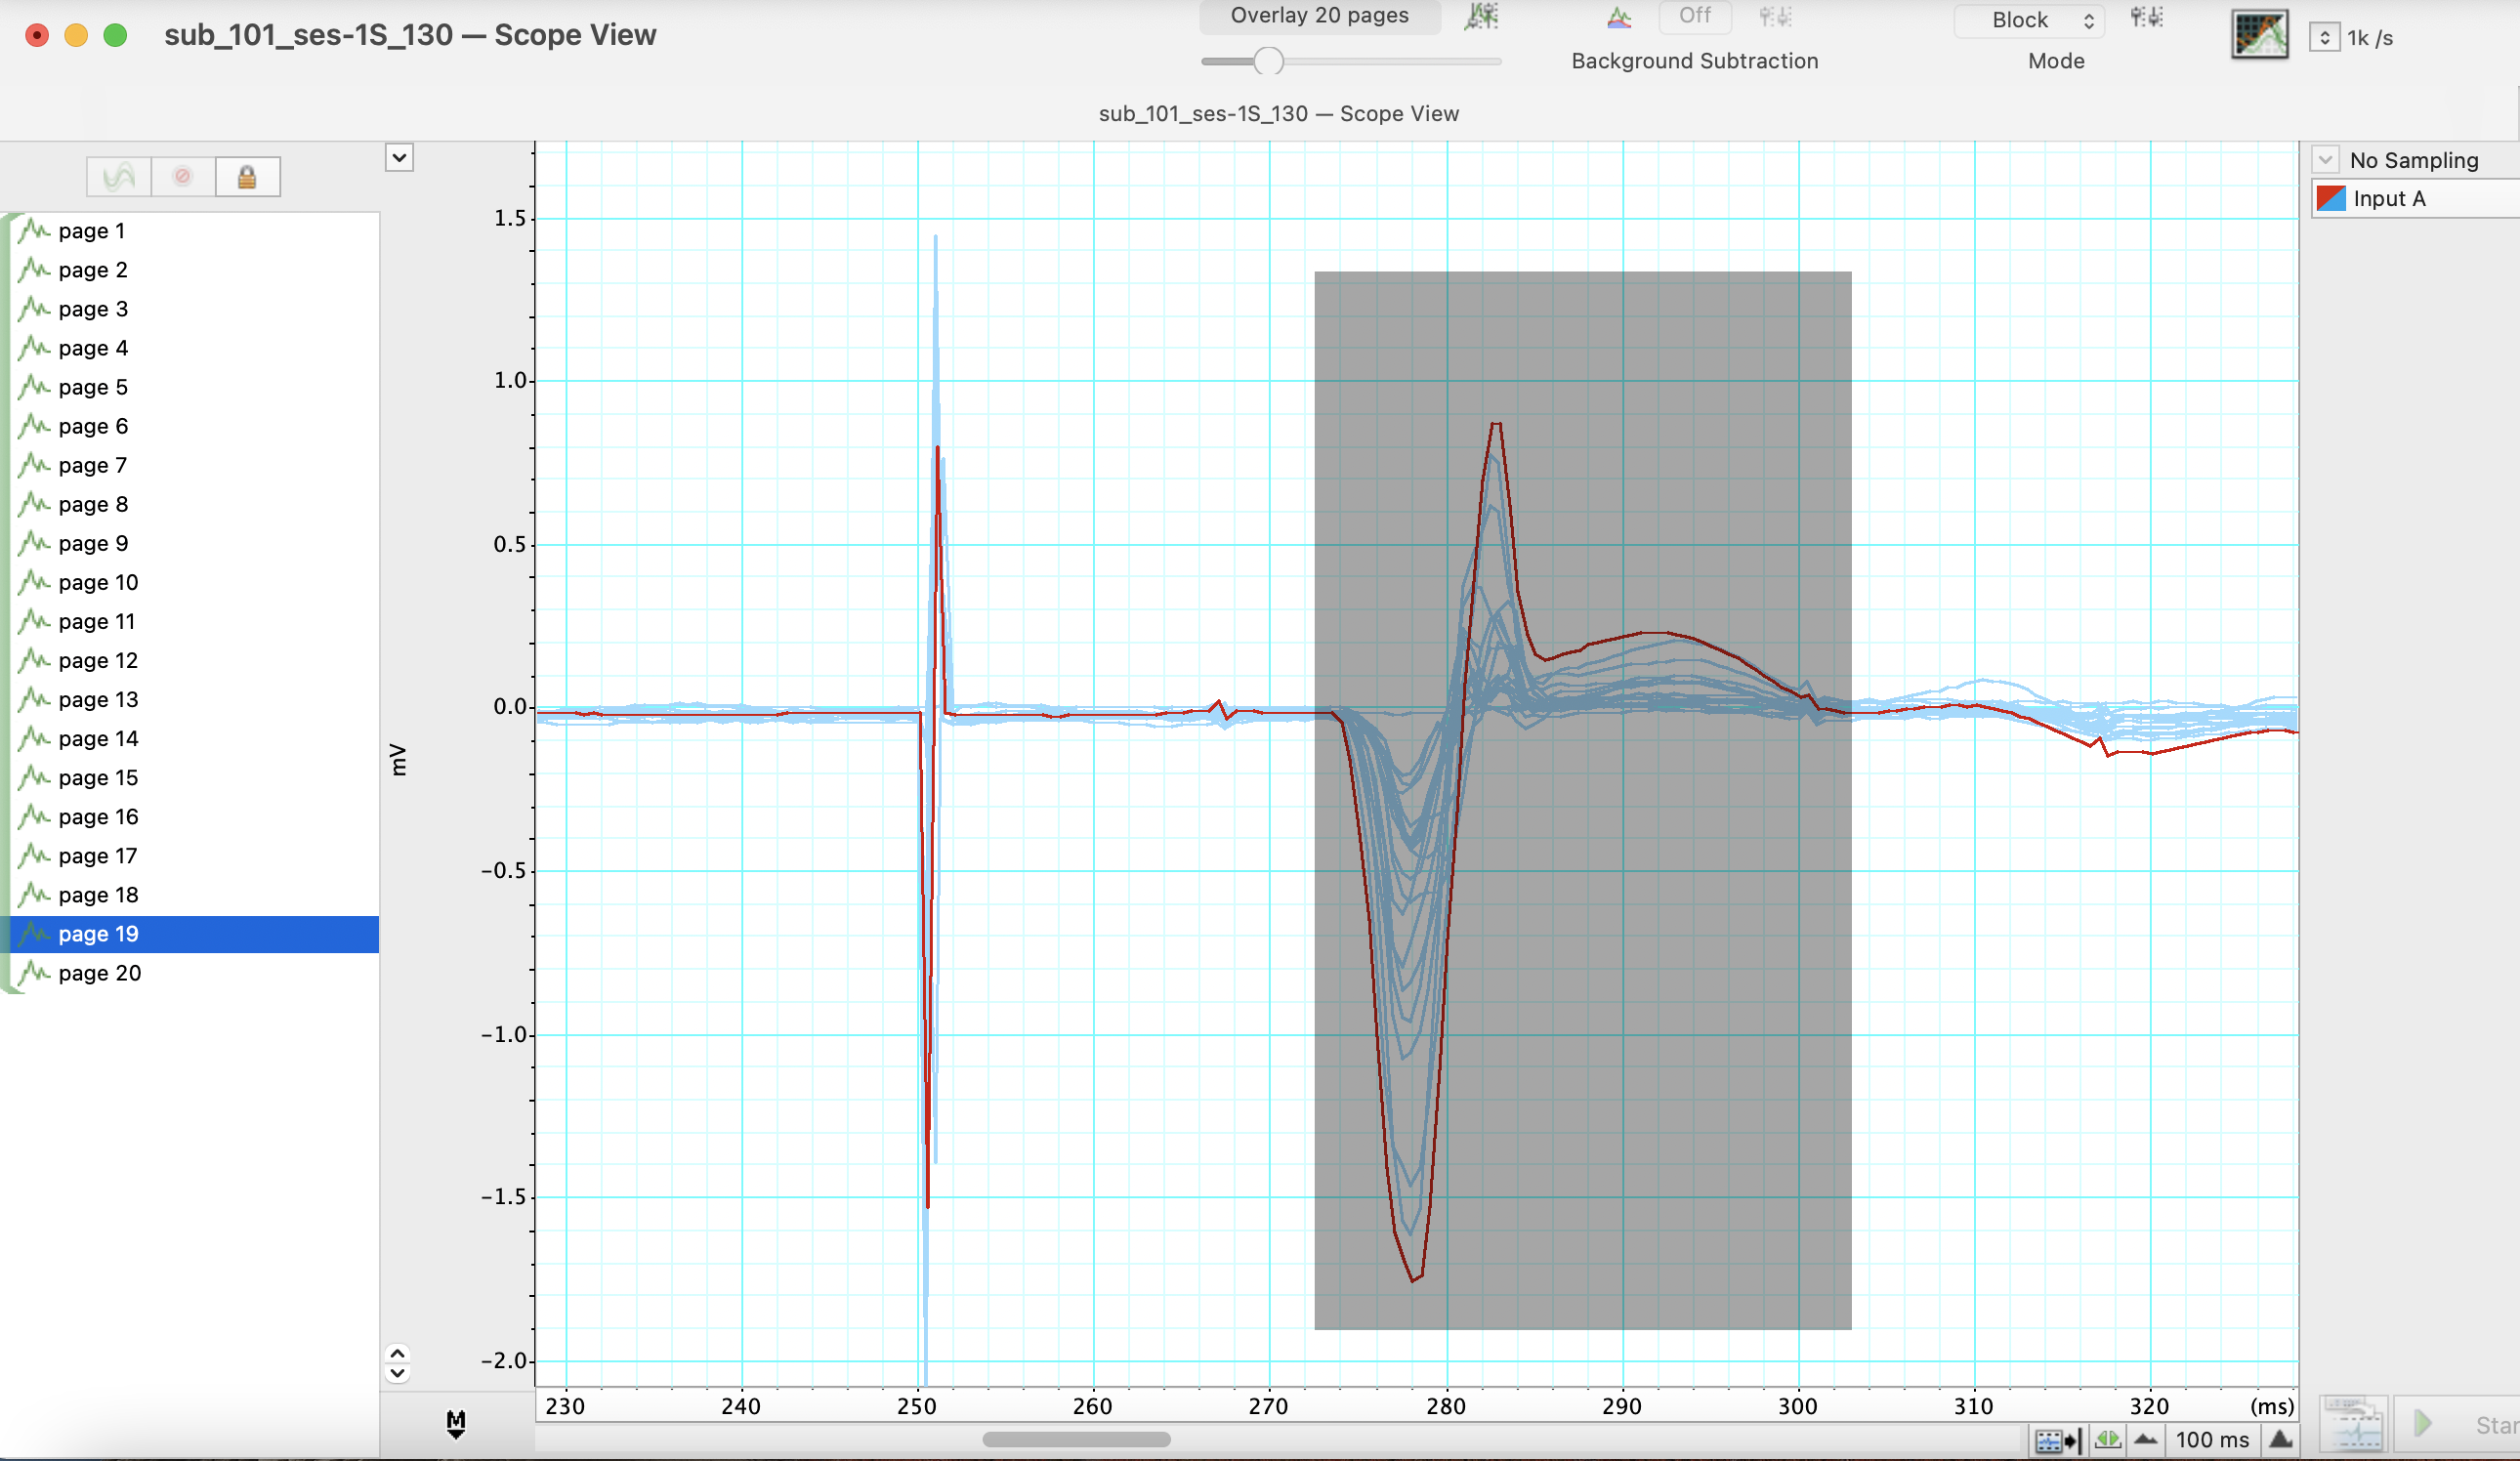 sub_101_ses-1S_130 — Scope View
Overlay 20 pages
Off
Background Subtraction
Block
Mode
1k /s
sub_101_ses-1S_130 — Scope View
No Sampling
Input A
page 1
page 2
page 3
page 4
page 5
page 6
page 7
page 8
page 9
page 10
page 11
page 12
page 13
page 14
page 15
page 16
page 17
page 18
page 19
page 20
mV
1.5
1.0
0.5
0.0
−0.5
−1.0
−1.5
−2.0
M
230 240 250 260 270 280 290 300 310 320 (ms)
100 ms
Star